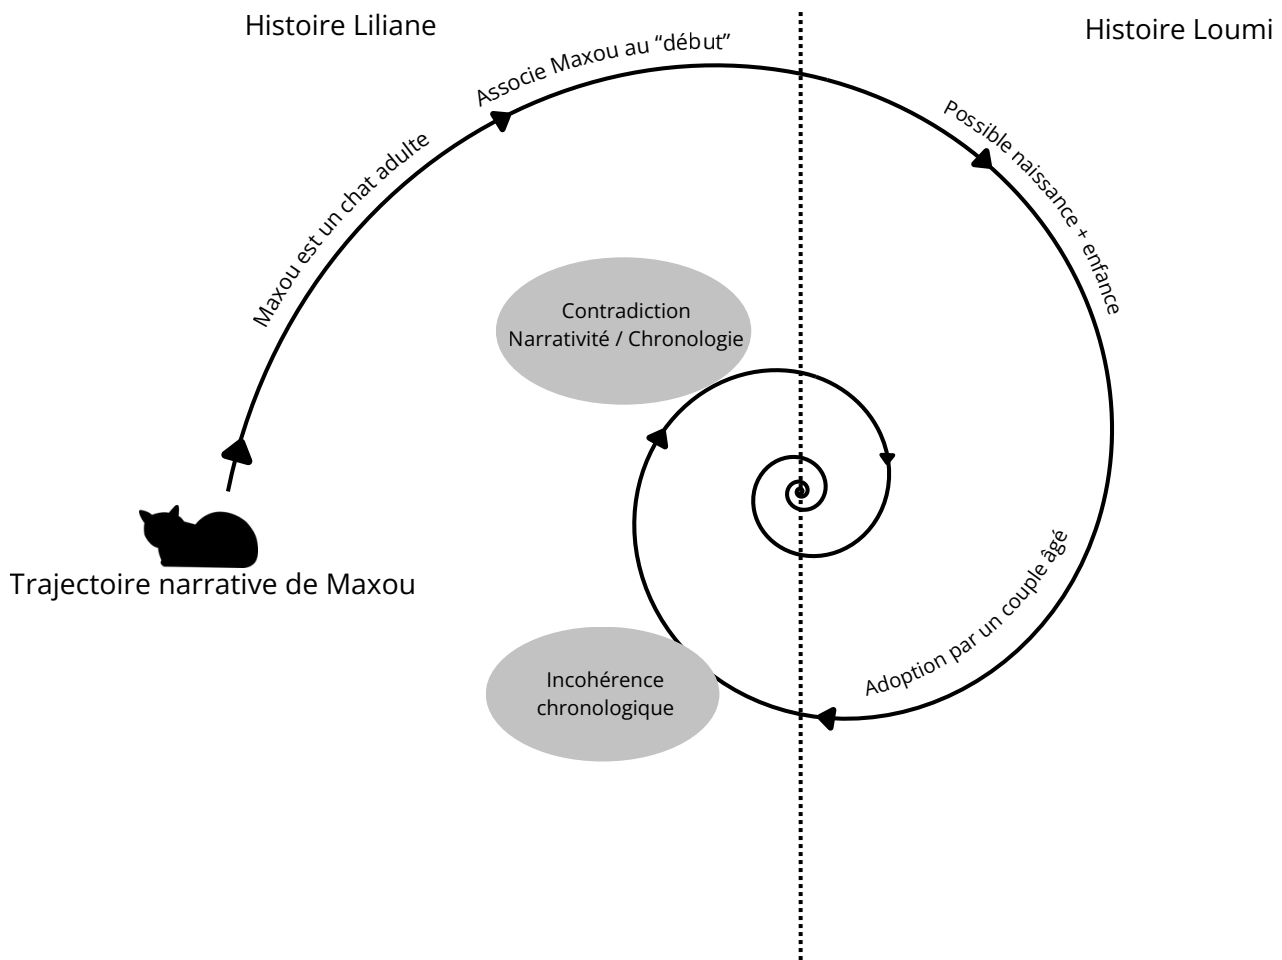 Histoire Liliane
Histoire Loumi
Associe Maxou au “début”
Maxou est un chat adulte
Possible naissance + enfance
Contradiction
Narrativité / Chronologie
Trajectoire narrative de Maxou
Adoption par un couple âgé
Incohérence
chronologique